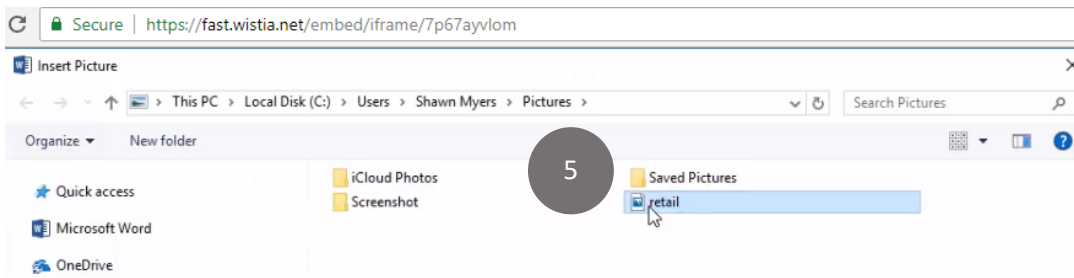 Secure | https://fast.wistia.net/embed/iframe/7p67ayvlom
Insert Picture
This PC > Local Disk (C:) > Users > Shawn Myers > Pictures >
Search Pictures
Organize
New folder
5
Quick access
Microsoft Word
OneDrive
iCloud Photos
Screenshot
Saved Pictures
retail